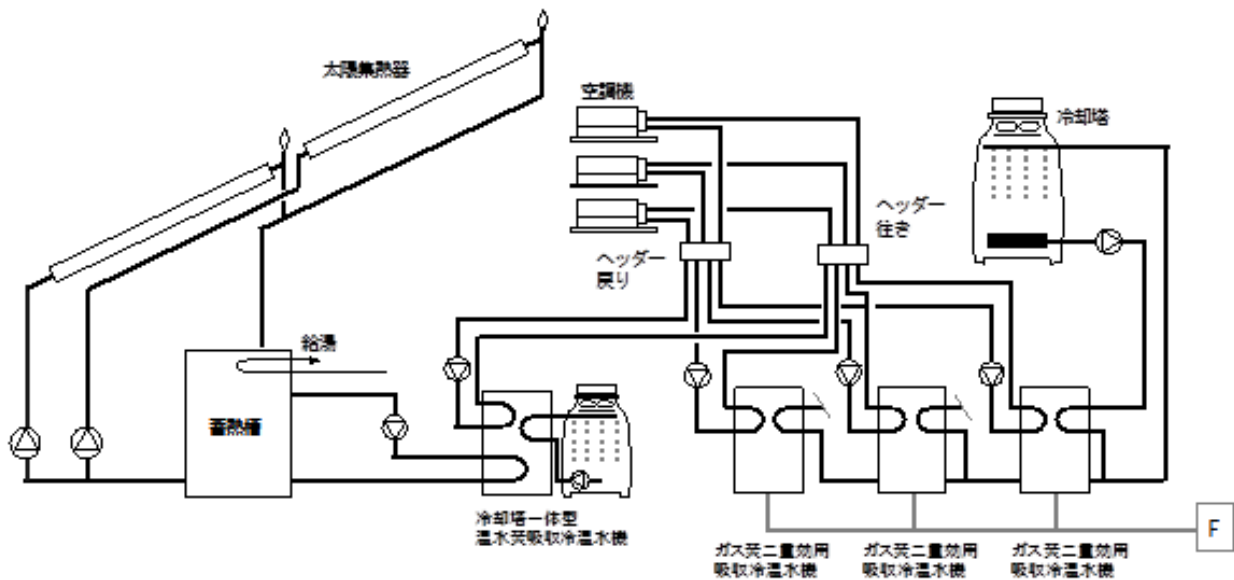 太陽集熱器
空調機
冷却塔
ヘッダー
往き
ヘッダー
戻り
給湯
蓄熱槽
冷却塔一体型
温水焚吸収冷温水機
ガス焚二重効用
吸収冷温水機
ガス焚二重効用
吸収冷温水機
ガス焚二重効用
吸収冷温水機
F